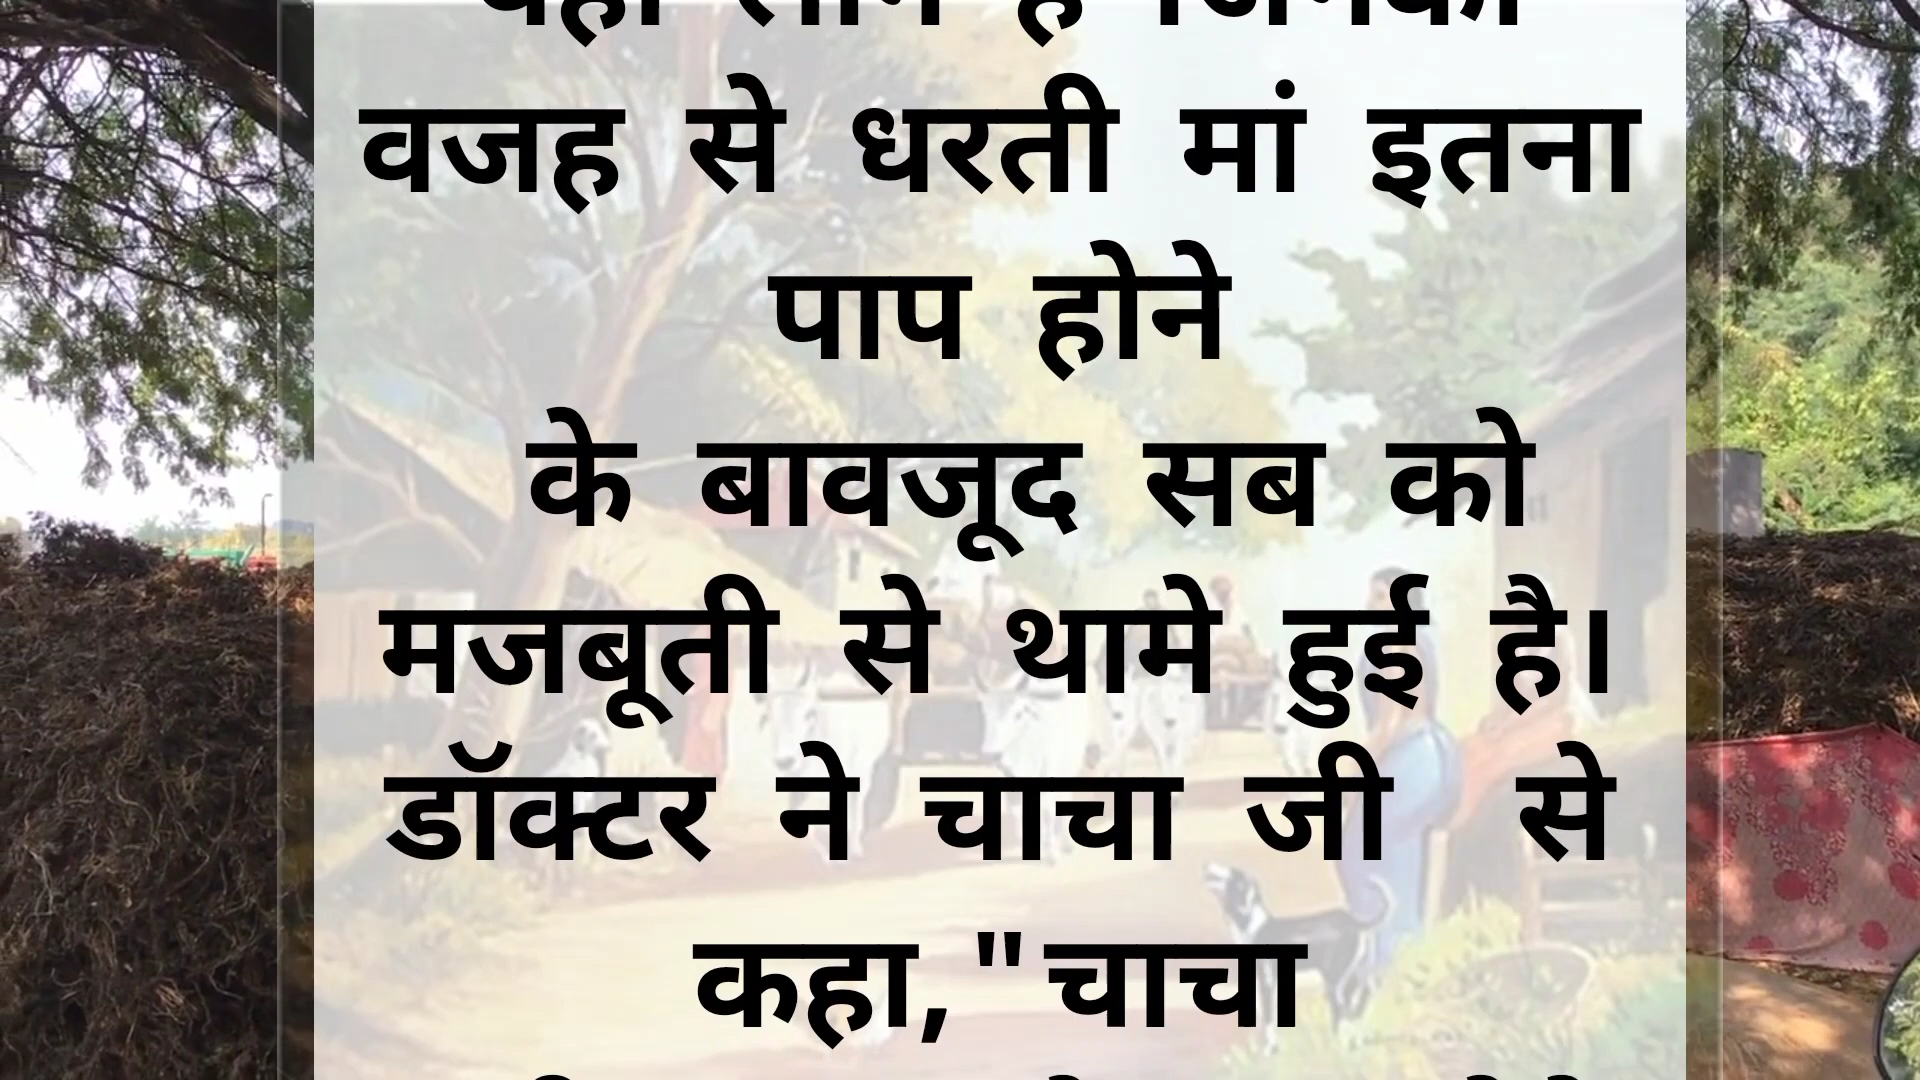 वजह से धरती मां इतना
पाप होने
के बावजूद सब को
मजबूती से थामे हुई है।
डॉक्टर ने चाचा जी से
कहा,"चाचा